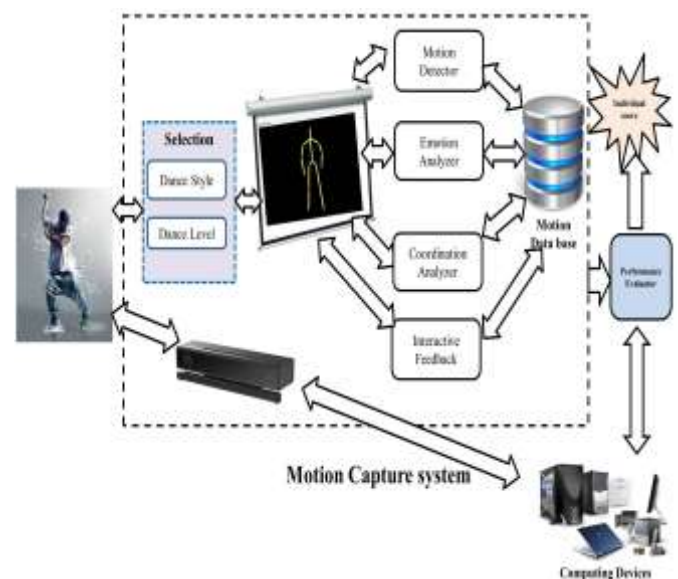 Motion
Detector
Selection
Dance Style
Dance Level
Emotion
Analyzer
Motion
Data base
Coordination
Analyzer
Interactive
Feedback
Individual
Performance
Evaluator
Motion Capture system
Computing Devices